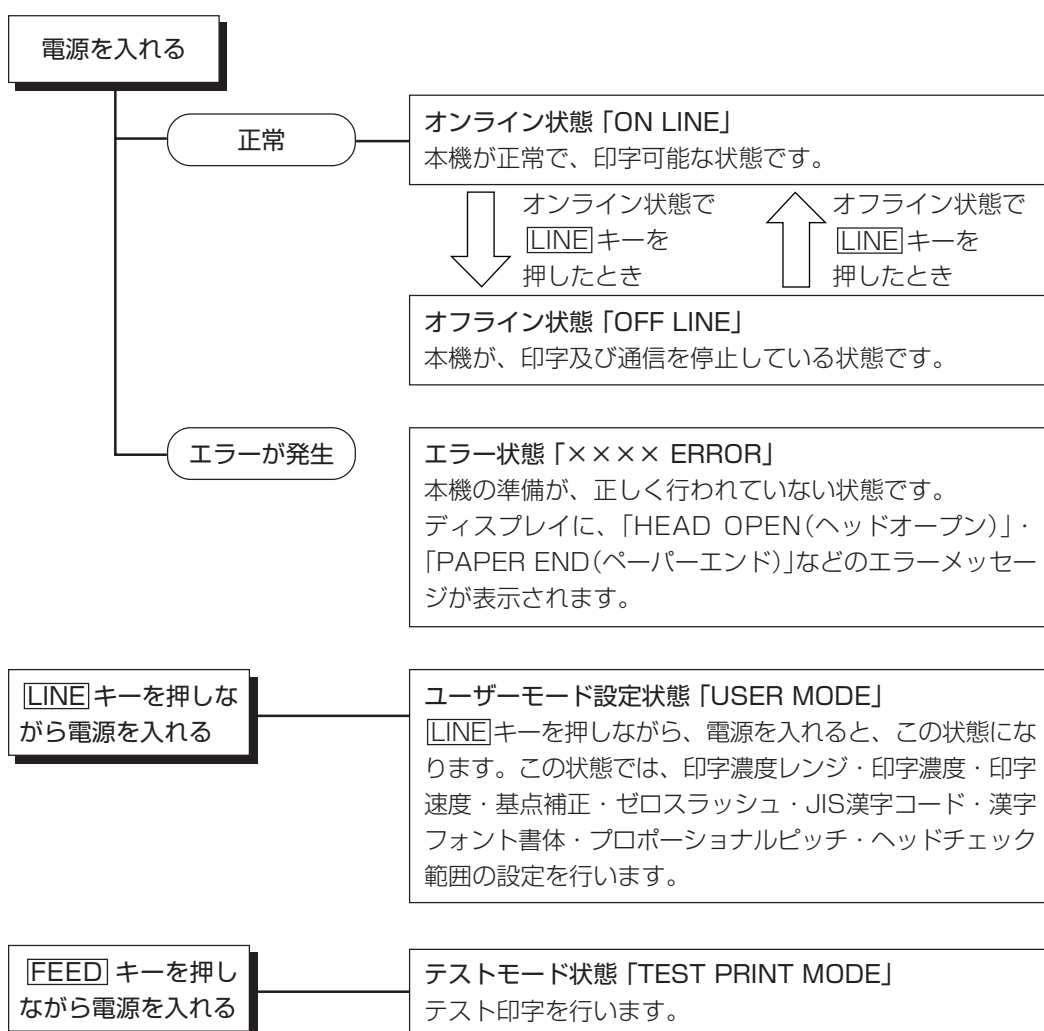 電源を入れる
正常
オンライン状態「ON LINE」
本機が正常で、印字可能な状態です。
オンライン状態で
LINEキーを
押したとき
オフライン状態で
LINEキーを
押したとき
オフライン状態「OFF LINE」
本機が、印字及び通信を停止している状態です。
エラーが発生
エラー状態「×××× ERROR」
本機の準備が、正しく行われていない状態です。
ディスプレイに、「HEAD OPEN(ヘッドオープン)」・
「PAPER END(ペーパーエンド)」などのエラーメッセー
ジが表示されます。
LINEキーを押しな
がら電源を入れる
ユーザーモード設定状態「USER MODE」
LINEキーを押しながら、電源を入れると、この状態にな
ります。この状態では、印字濃度レンジ・印字濃度・印字
速度・基点補正・ゼロスラッシュ・JIS漢字コード・漢字
フォント書体・プロポーショナルピッチ・ヘッドチェック
範囲の設定を行います。
FEED キーを押し
ながら電源を入れる
テストモード状態「TEST PRINT MODE」
テスト印字を行います。